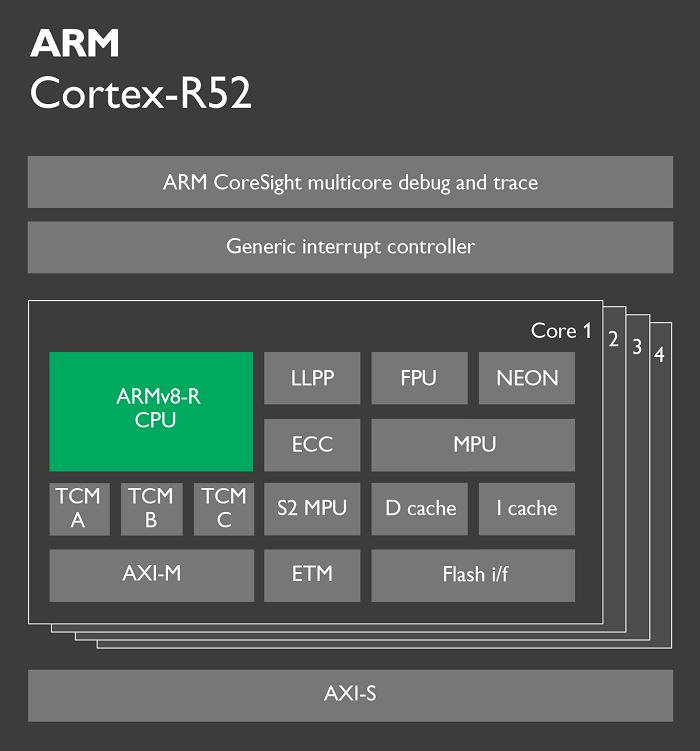 ARM
Cortex-R52
ARM CoreSight multicore debug and trace
Generic interrupt controller
Core 1
2
3
4
ARMv8-R
CPU
LLPP
FPU
NEON
ECC
MPU
TCM
A
TCM
B
TCM
C
S2 MPU
D cache
I cache
AXI-M
ETM
Flash i/f
AXI-S